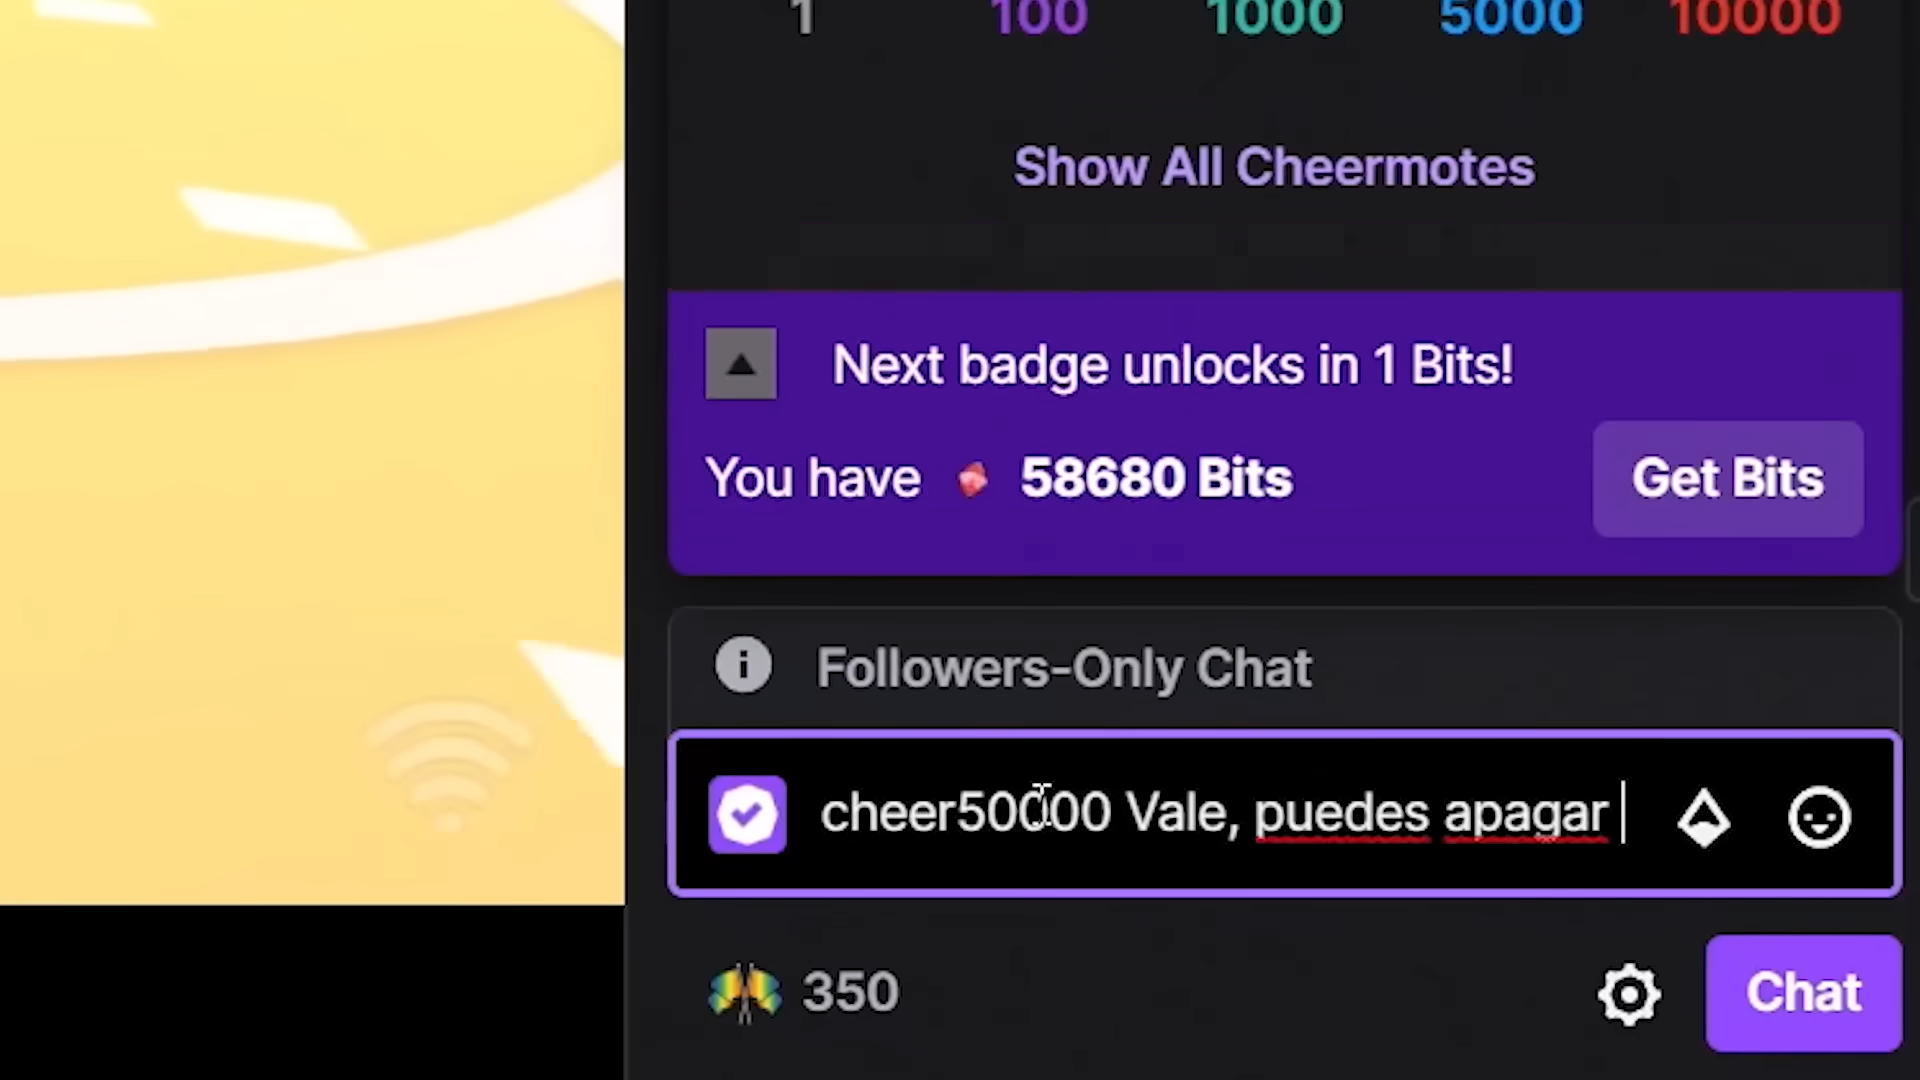 1 100 1000 5000 10000
Show All Cheermotes
Next badge unlocks in 1 Bits!
You have 58680 Bits
Get Bits
Followers-Only Chat
cheer50000 Vale, puedes apagar
350
Chat